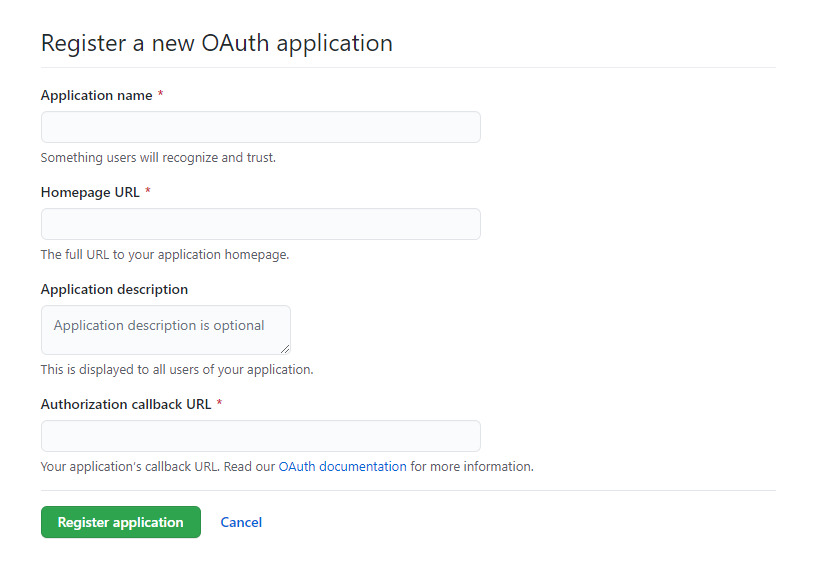 Register a new OAuth application
Application name *
Something users will recognize and trust.
Homepage URL *
The full URL to your application homepage.
Application description
Application description is optional
This is displayed to all users of your application.
Authorization callback URL *
Your application's callback URL. Read our OAuth documentation for more information.
Register application Cancel